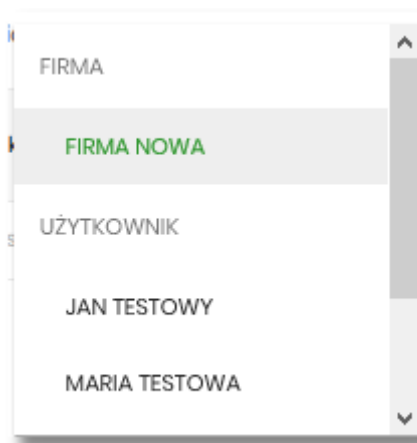 FIRMA
FIRMA NOWA
UŻYTKOWNIK
JAN TESTOWY
MARIA TESTOWA